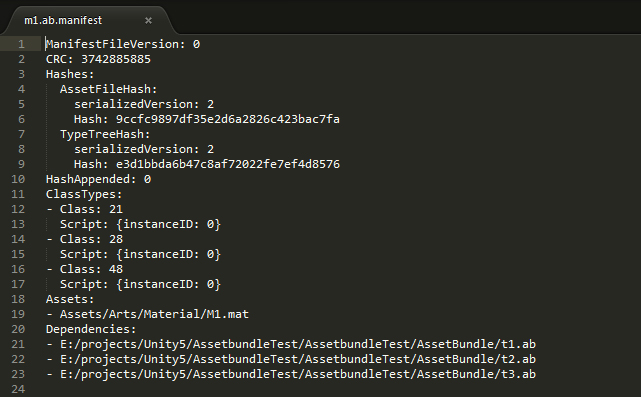 m1.ab.manifest ×
1 ManifestFileVersion: 0
2 CRC: 3742885885
3 Hashes:
4   AssetFileHash:
5     serializedVersion: 2
6     Hash: 9ccfc9897df35e2d6a2826c423bac7fa
7   TypeTreeHash:
8     serializedVersion: 2
9     Hash: e3d1bbda6b47c8af72022fe7ef4d8576
10 HashAppended: 0
11 ClassTypes:
12 - Class: 21
13   Script: {instanceID: 0}
14 - Class: 28
15   Script: {instanceID: 0}
16 - Class: 48
17   Script: {instanceID: 0}
18 Assets:
19 - Assets/Arts/Material/M1.mat
20 Dependencies:
21 - E:/projects/Unity5/AssetbundleTest/AssetbundleTest/AssetBundle/t1.ab
22 - E:/projects/Unity5/AssetbundleTest/AssetbundleTest/AssetBundle/t2.ab
23 - E:/projects/Unity5/AssetbundleTest/AssetbundleTest/AssetBundle/t3.ab
24